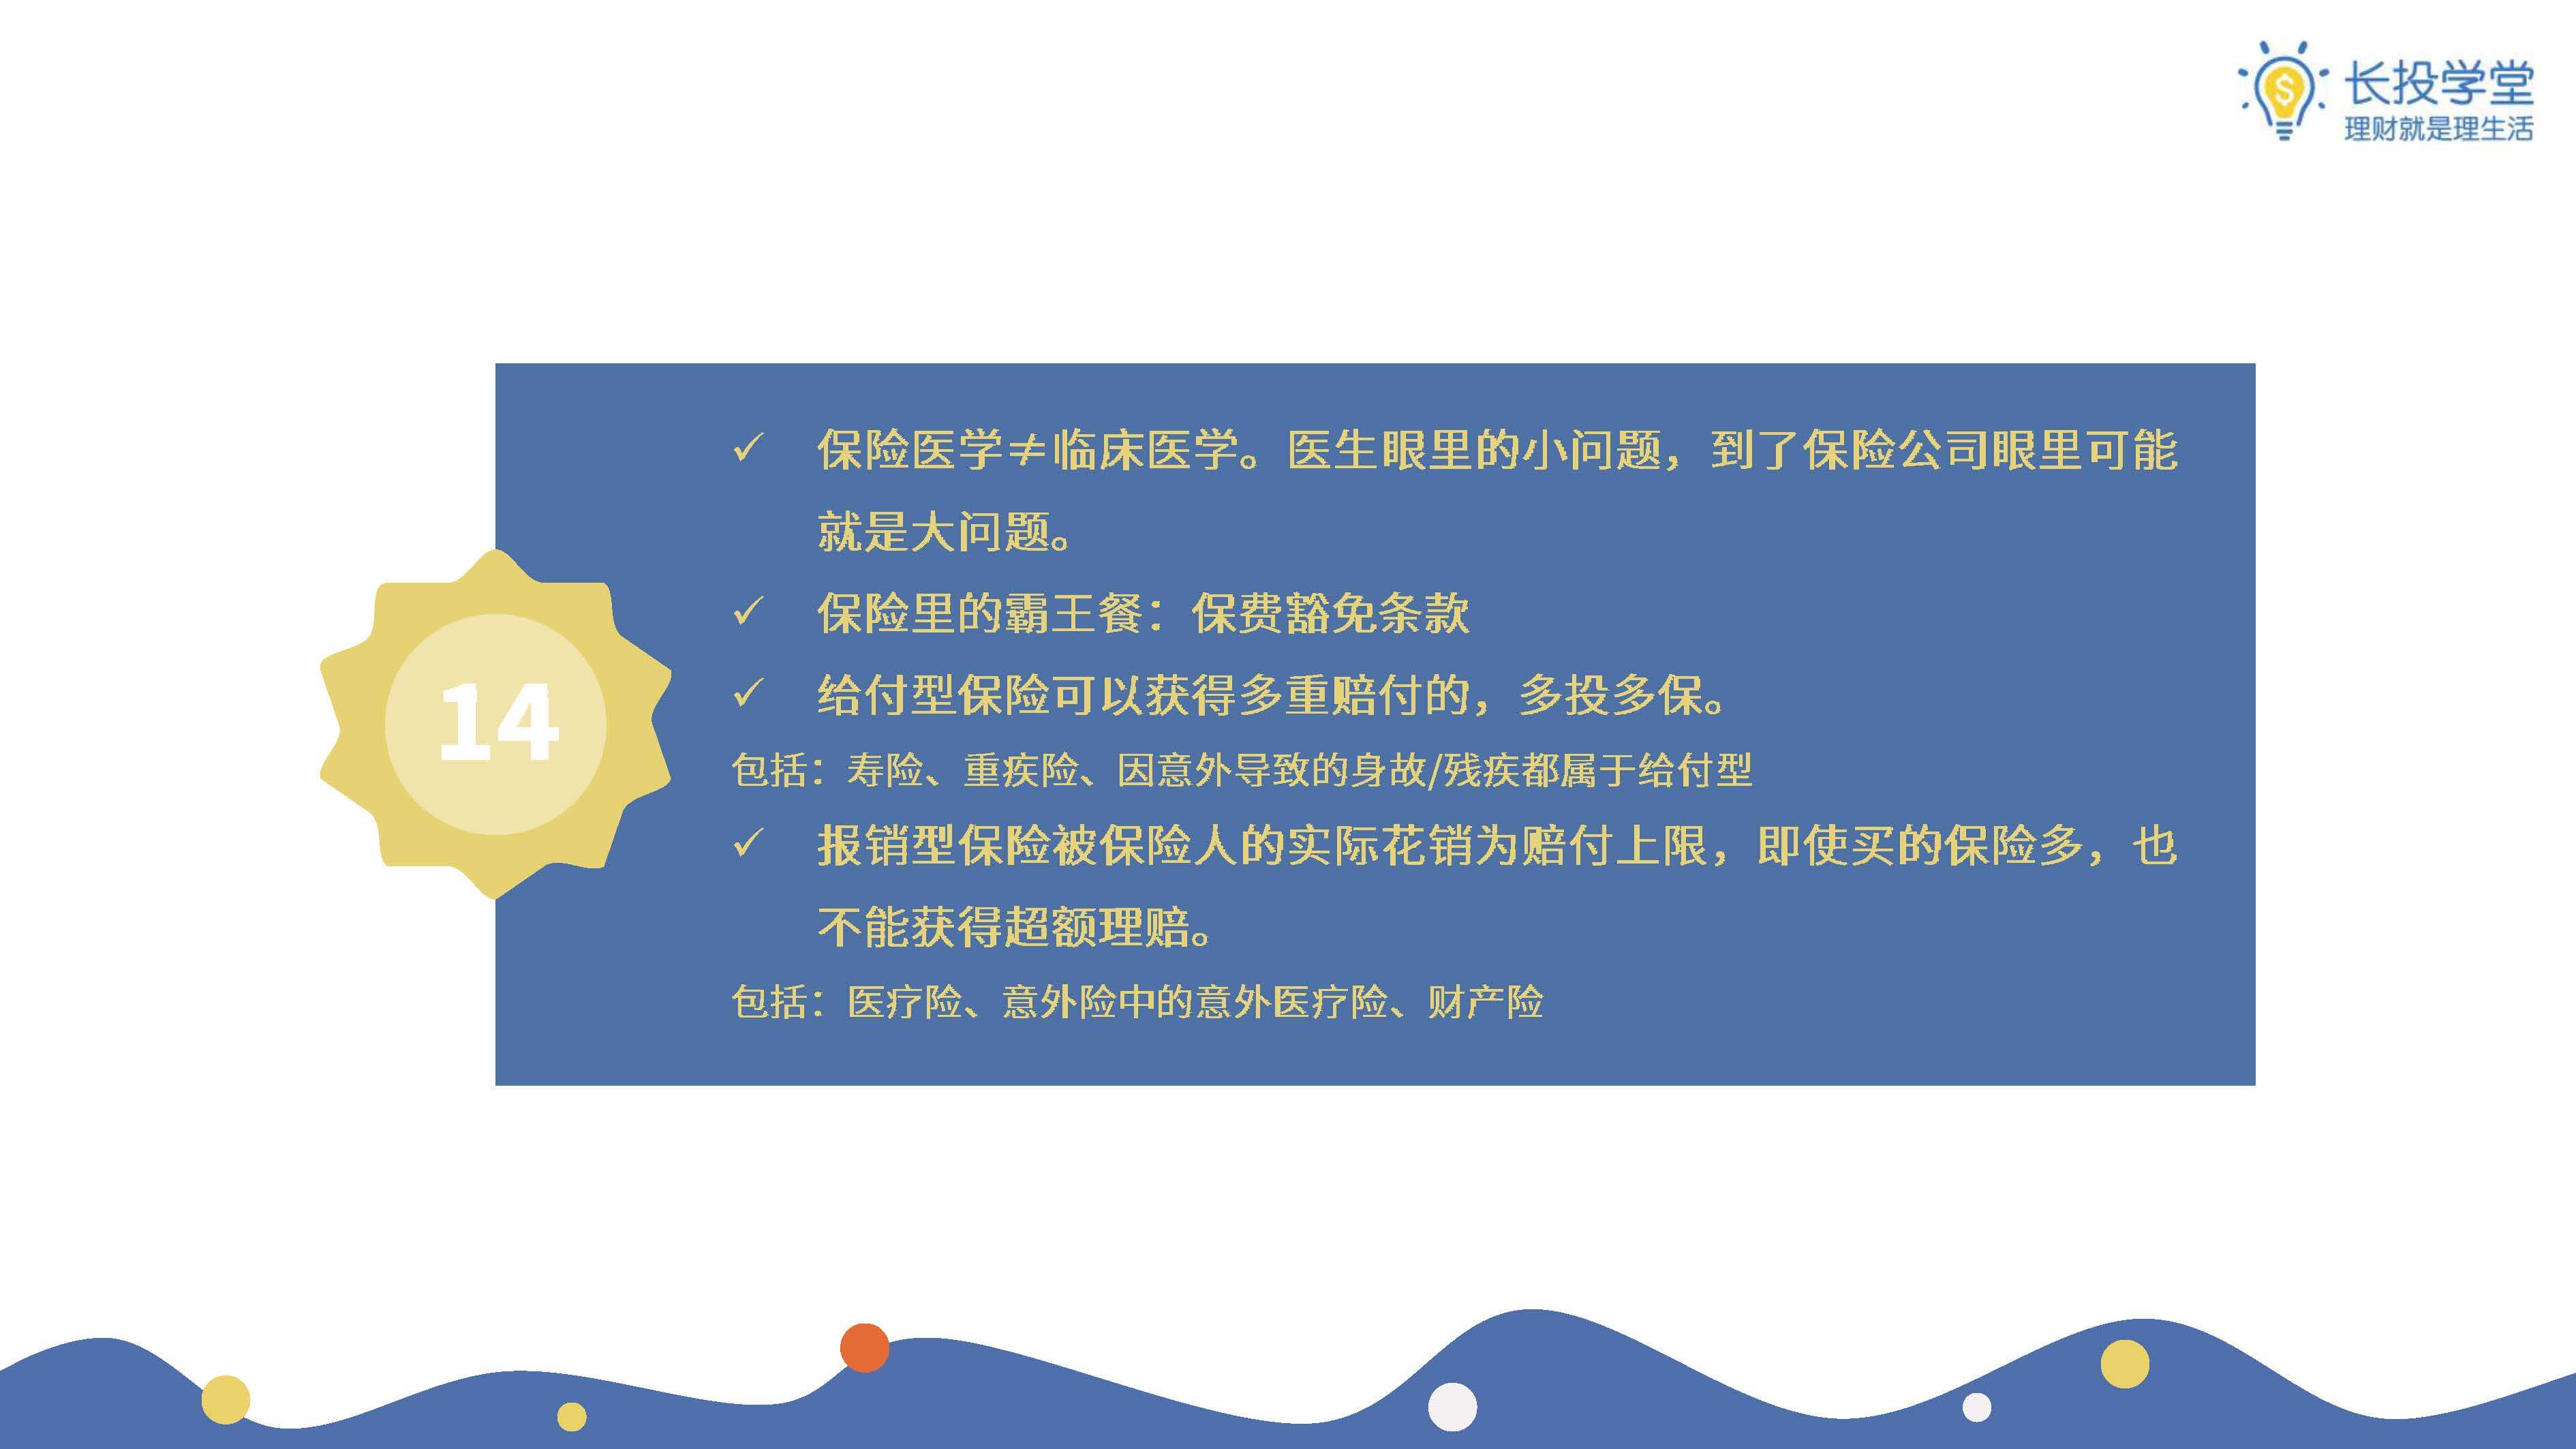 长投学堂
理财就是理生活
✓ 保险医学≠临床医学。医生眼里的小问题，到了保险公司眼里可能
就是大问题。
✓ 保险里的霸王餐：保费豁免条款
14
✓ 给付型保险可以获得多重赔付的，多投多保。
包括：寿险、重疾险、因意外导致的身故/残疾都属于给付型
✓ 报销型保险被保险人的实际花销为赔付上限，即使买的保险多，也
不能获得超额理赔。
包括：医疗险、意外险中的意外医疗险、财产险